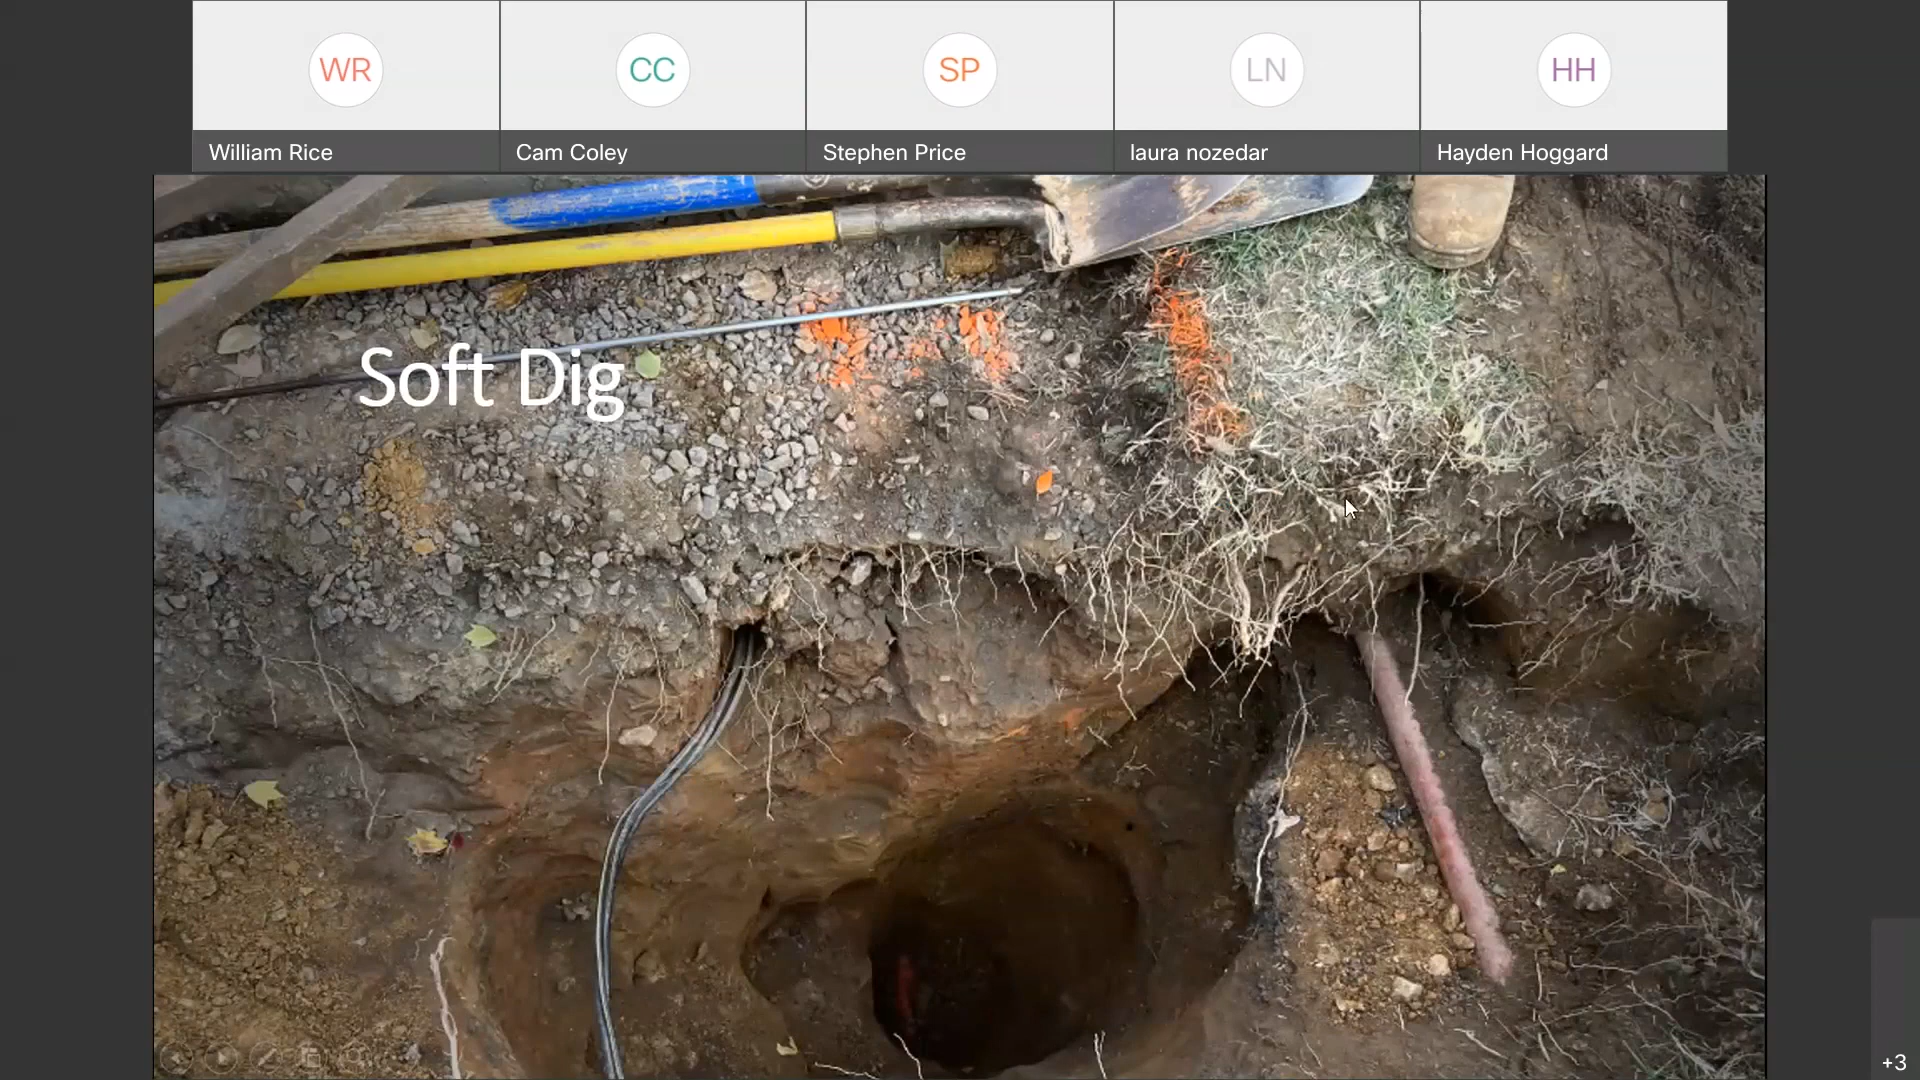 WR
CC
SP
LN
HH
William Rice
Cam Coley
Stephen Price
laura nozedar
Hayden Hoggard
Soft Dig
+3